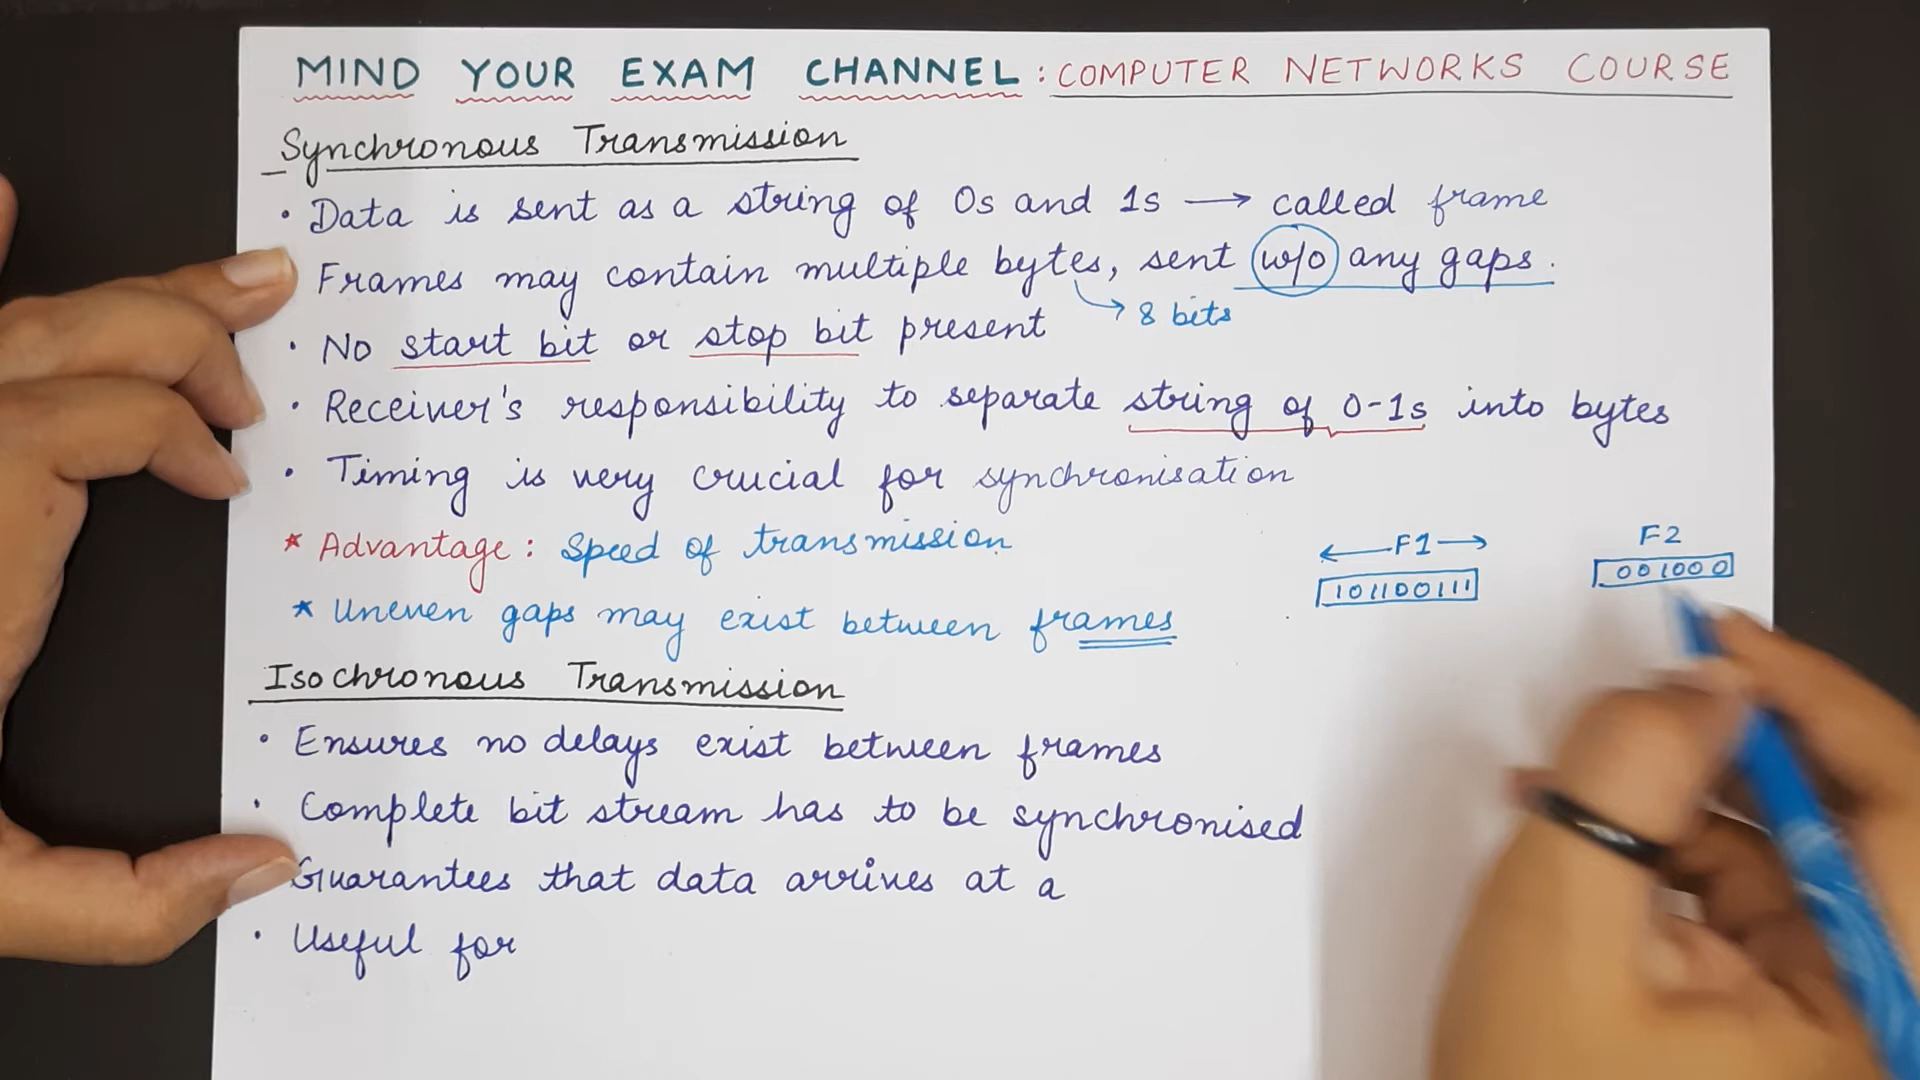 MIND YOUR EXAM CHANNEL : COMPUTER NETWORKS COURSE
Synchronous Transmission
• Data is sent as a string of 0s and 1s → called frame
Frames may contain multiple bytes, sent w/o any gaps.
→ 8 bits
• No start bit or stop bit present
• Receiver's responsibility to separate string of 0-1s into bytes
• Timing is very crucial for synchronisation
* Advantage: Speed of transmission
* Uneven gaps may exist between frames
← F1 →
101100111
F2
001000
Isochronous Transmission
• Ensures no delays exist between frames
• Complete bit stream has to be synchronised
Guarantees that data arrives at a
• Useful for